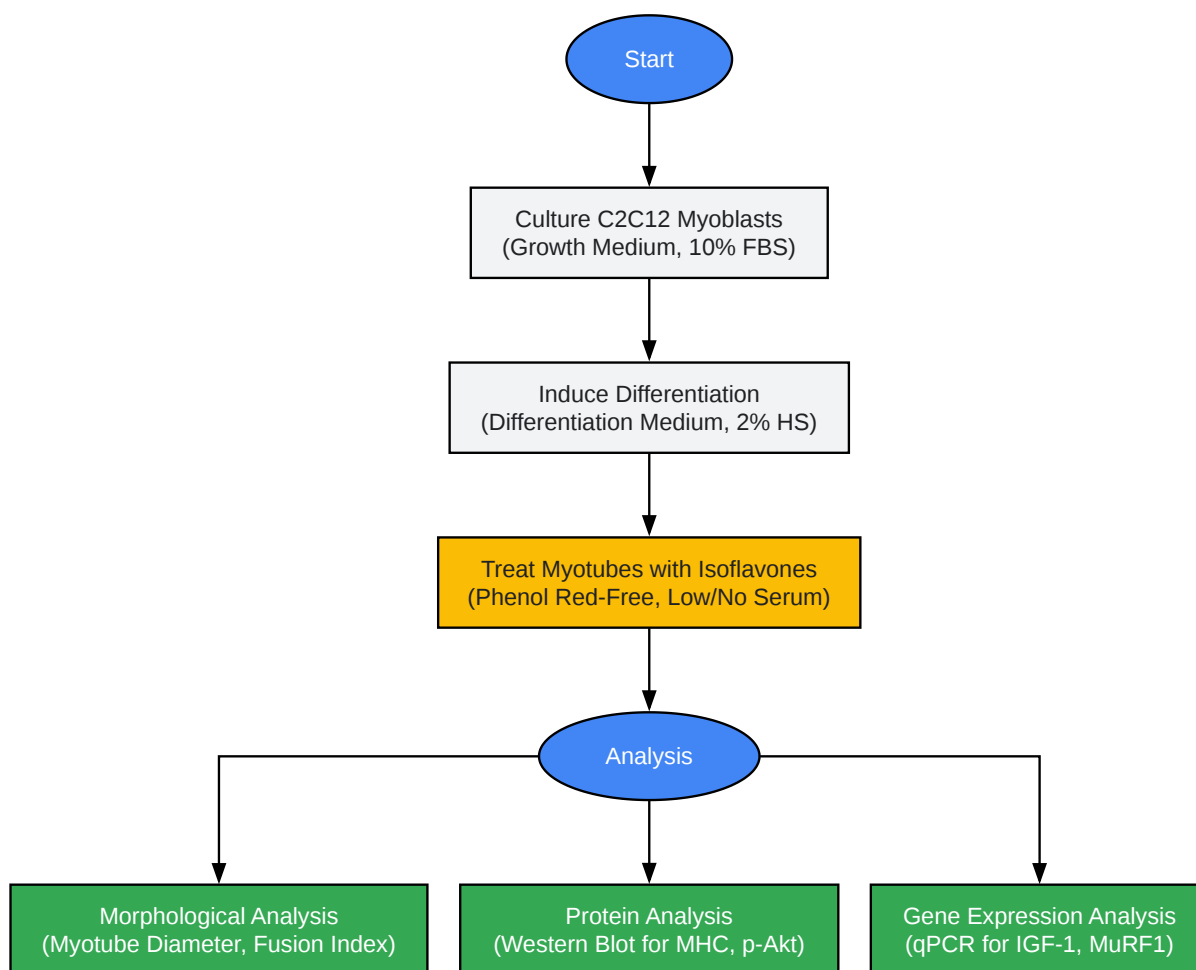 Start
Culture C2C12 Myoblasts
(Growth Medium, 10% FBS)
Induce Differentiation
(Differentiation Medium, 2% HS)
Treat Myotubes with Isoflavones
(Phenol Red-Free, Low/No Serum)
Analysis
Morphological Analysis
(Myotube Diameter, Fusion Index)
Protein Analysis
(Western Blot for MHC, p-Akt)
Gene Expression Analysis
(qPCR for IGF-1, MuRF1)